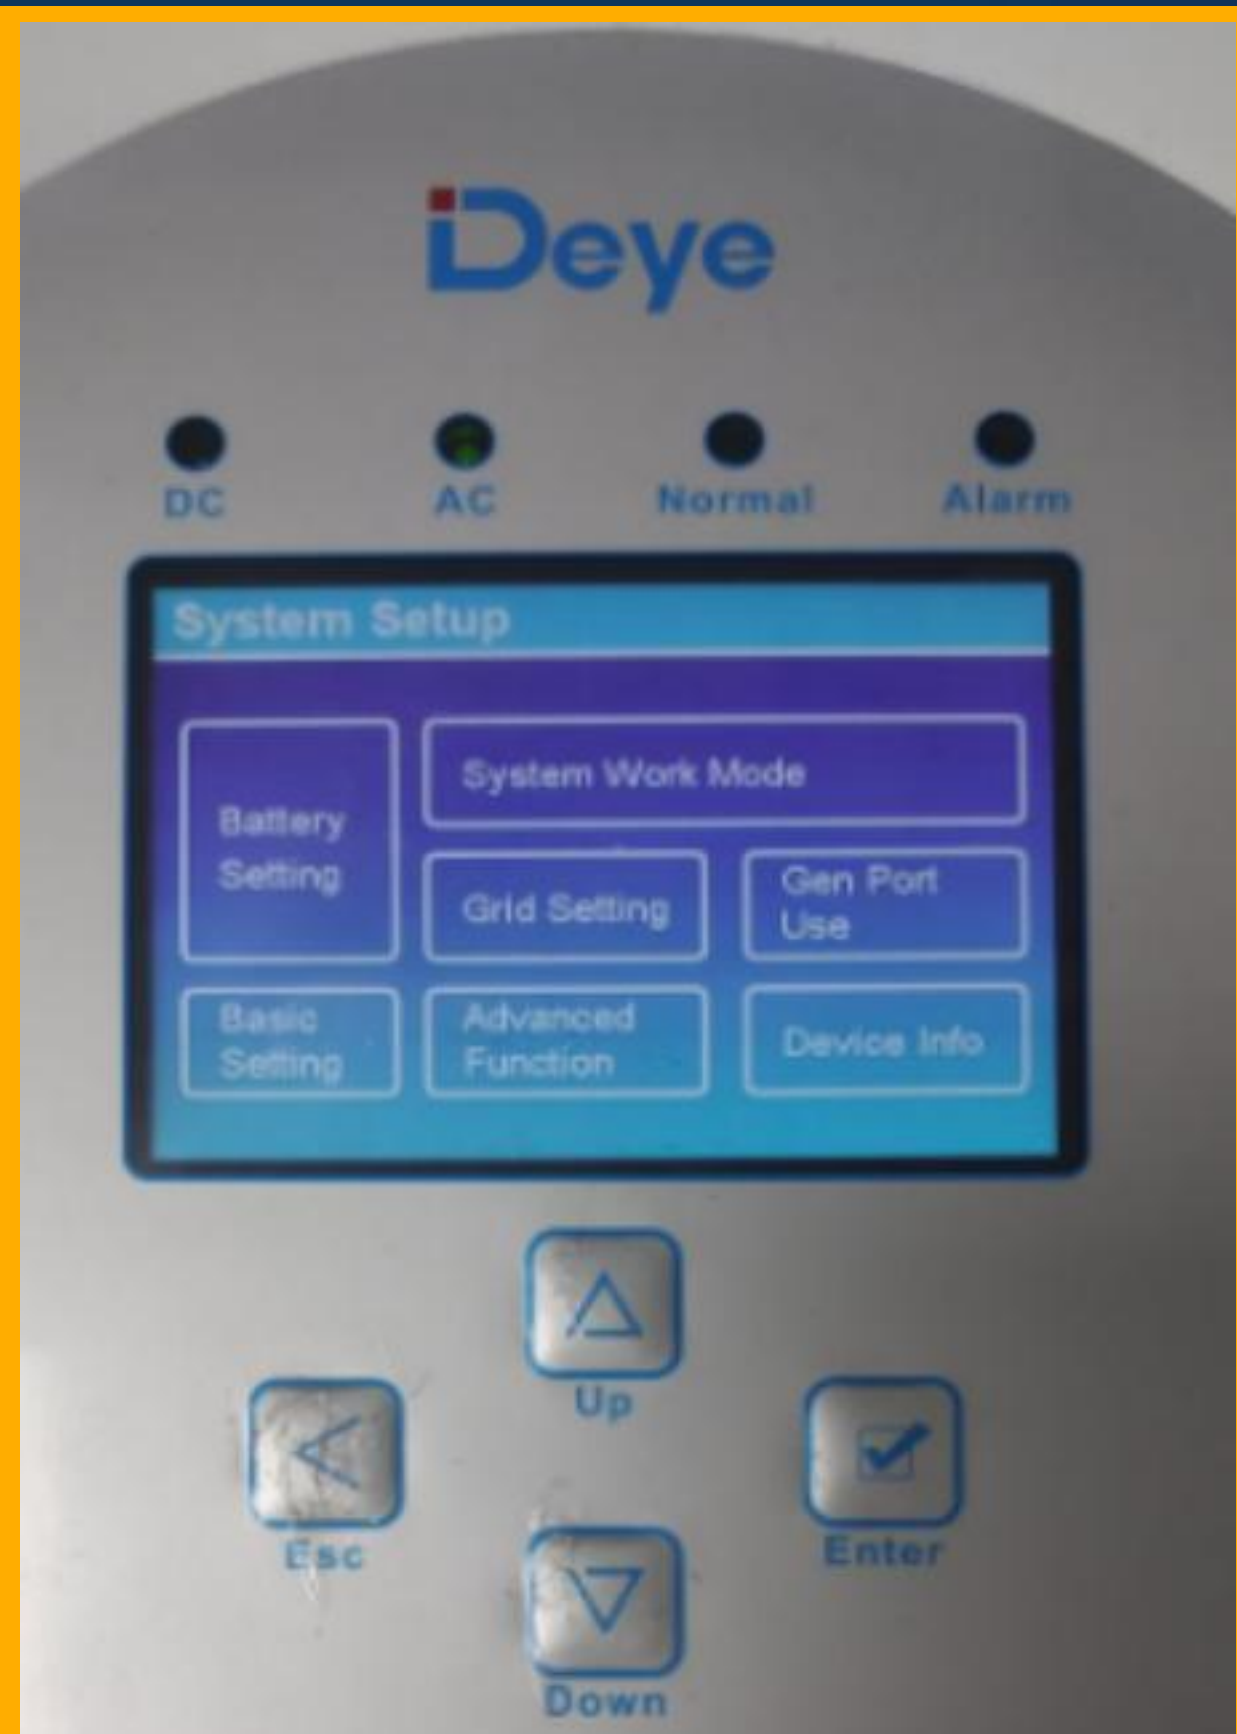 Deye
DC
AC
Normal
Alarm
System Setup
Battery
Setting
System Work Mode
Grid Setting
Gen Port
Use
Basic
Setting
Advanced
Function
Device Info
Up
Esc
Enter
Down